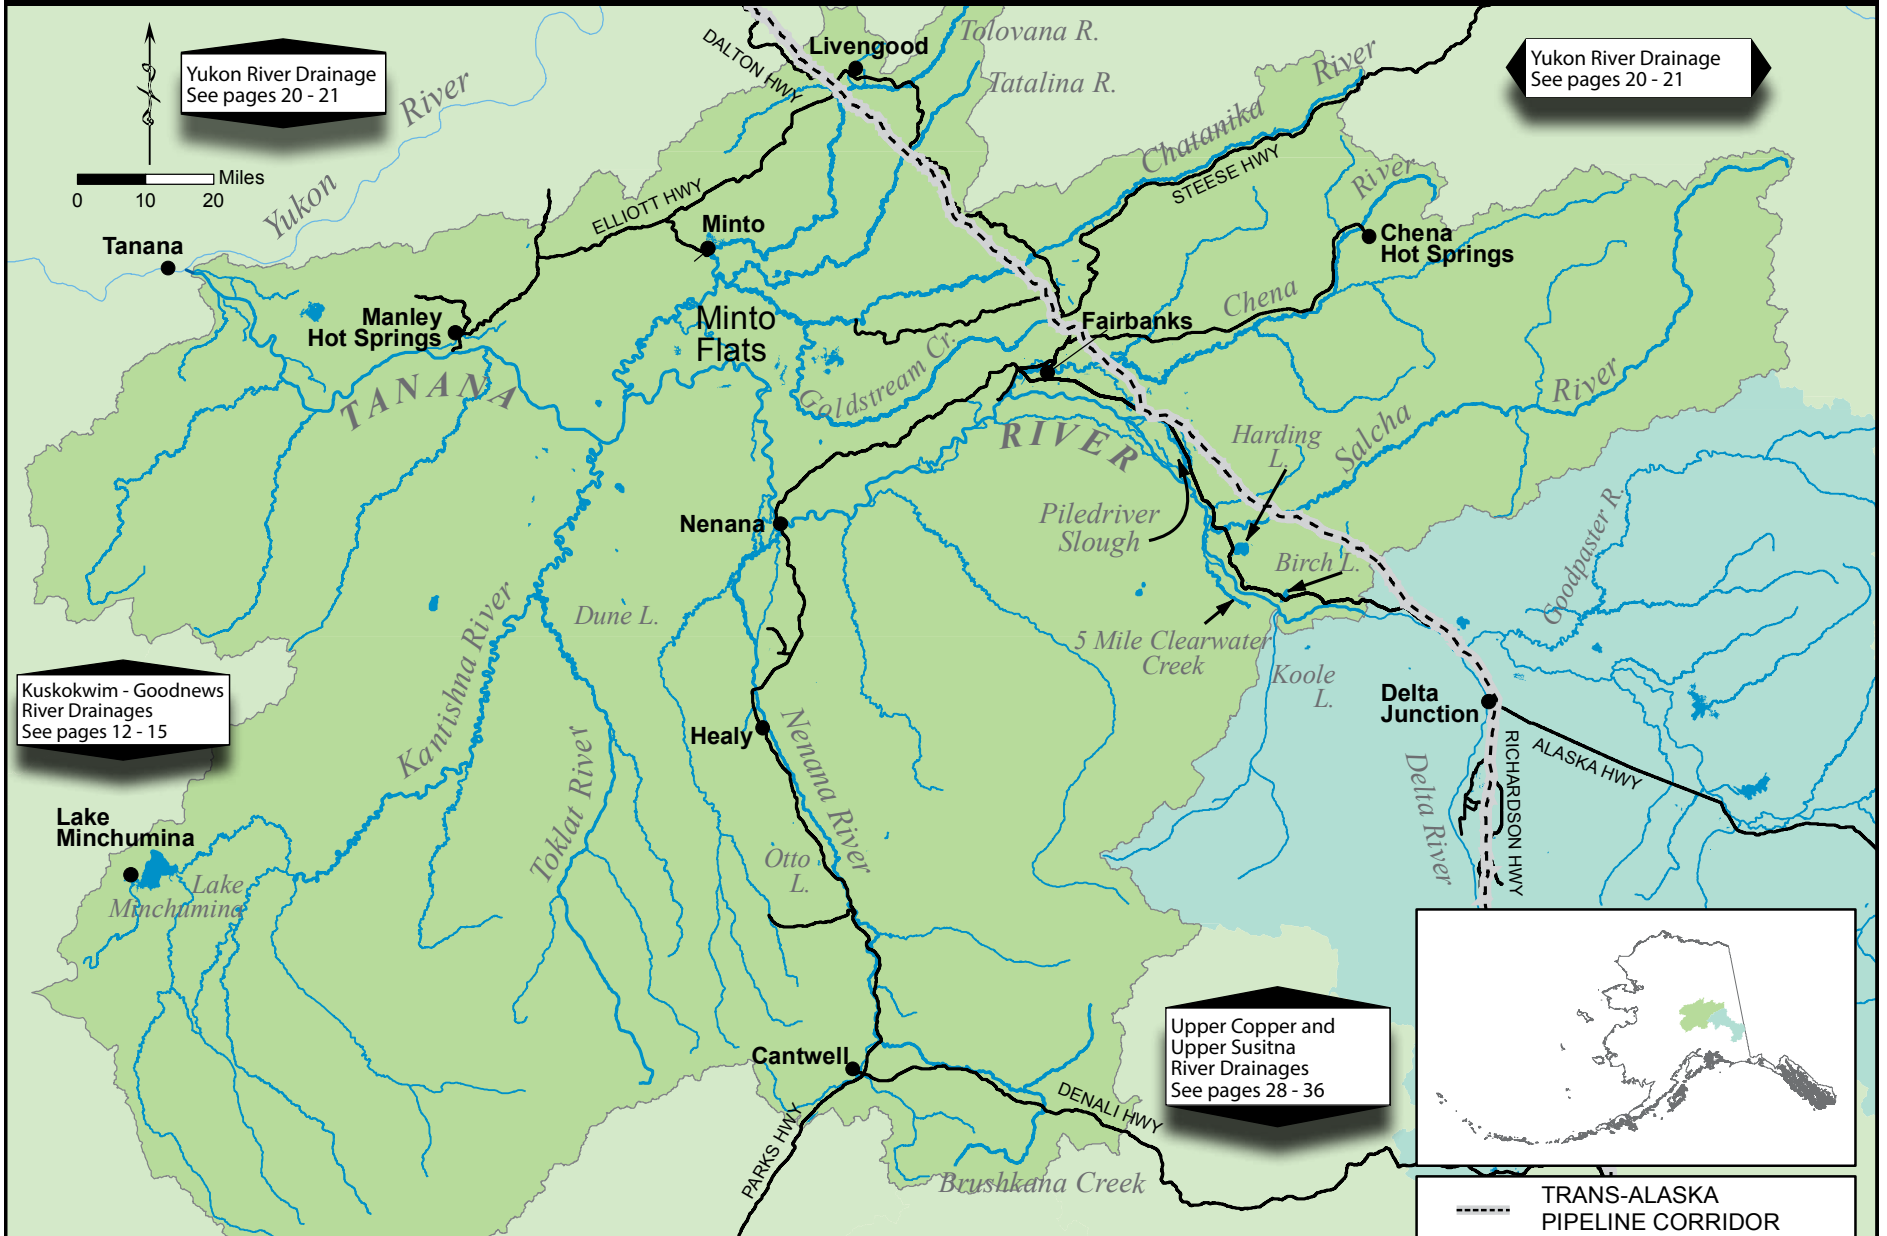 Yukon River Drainage
See pages 20 - 21
Yukon River Drainage
See pages 20 - 21
Miles
0 10 20
Yukon River
DALTON HWY
Livengood
Tolovana R.
Tatalina R.
Chatanika River
STEESE HWY
ELLIOTT HWY
Minto
Tanana
Manley
Hot Springs
Minto
Flats
Chena River
Chena
Hot Springs
Fairbanks
Goldstream Cr.
TANANA RIVER
Harding
L.
Salcha River
Piledriver
Slough
Nenana
Birch L.
Goodpaster R.
Dune L.
5 Mile Clearwater
Creek
Koole
L.
Kantishna River
Kuskokwim - Goodnews
River Drainages
See pages 12 - 15
Delta
Junction
Healy
Nenana River
Toklat River
ALASKA HWY
RICHARDSON HWY
Delta River
Lake
Minchumina
Lake
Minchumina
Otto
L.
Upper Copper and
Upper Susitna
River Drainages
See pages 28 - 36
Cantwell
DENALI HWY
PARKS HWY
Brushkana Creek
TRANS-ALASKA
PIPELINE CORRIDOR